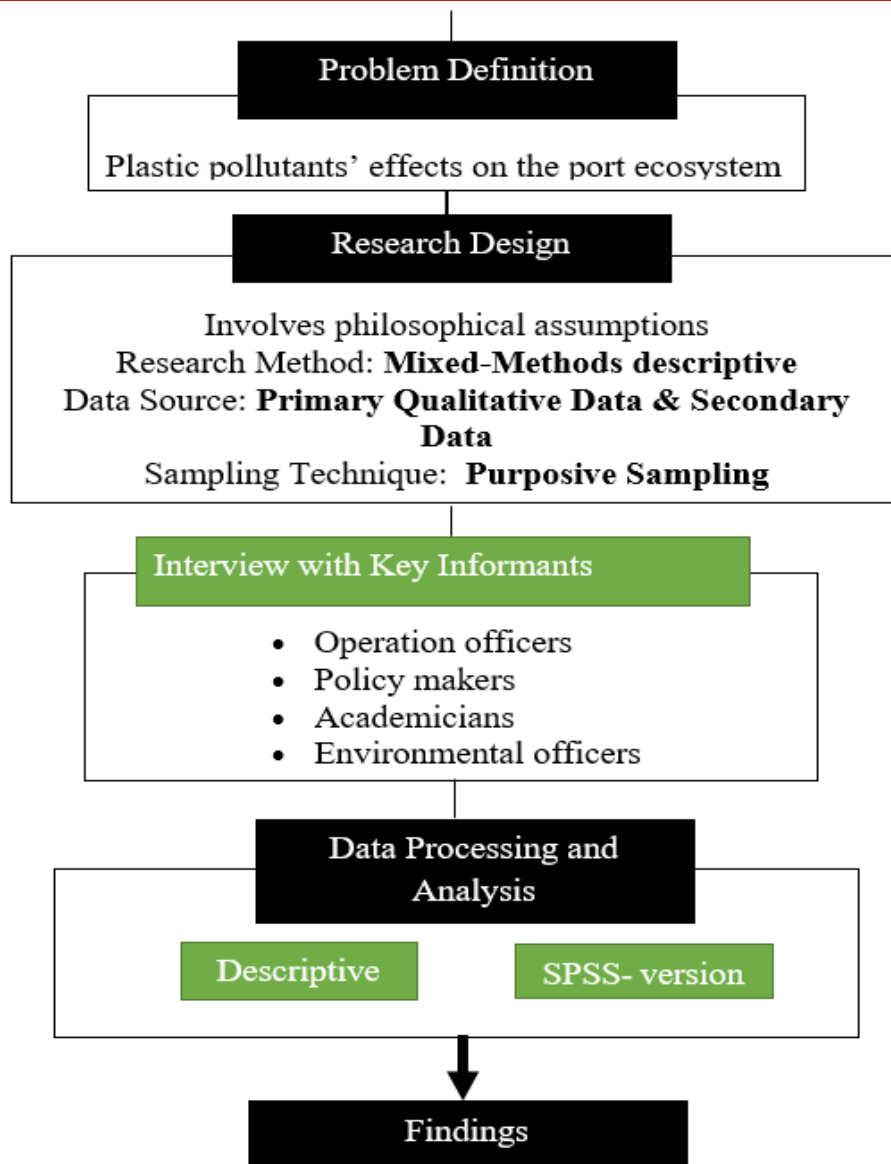 Problem Definition
Plastic pollutants’ effects on the port ecosystem
Research Design
Involves philosophical assumptions
Research Method: Mixed-Methods descriptive
Data Source: Primary Qualitative Data & Secondary
Data
Sampling Technique:  Purposive Sampling
Interview with Key Informants
• Operation officers
• Policy makers
• Academicians
• Environmental officers
Data Processing and
Analysis
Descriptive
SPSS- version
Findings